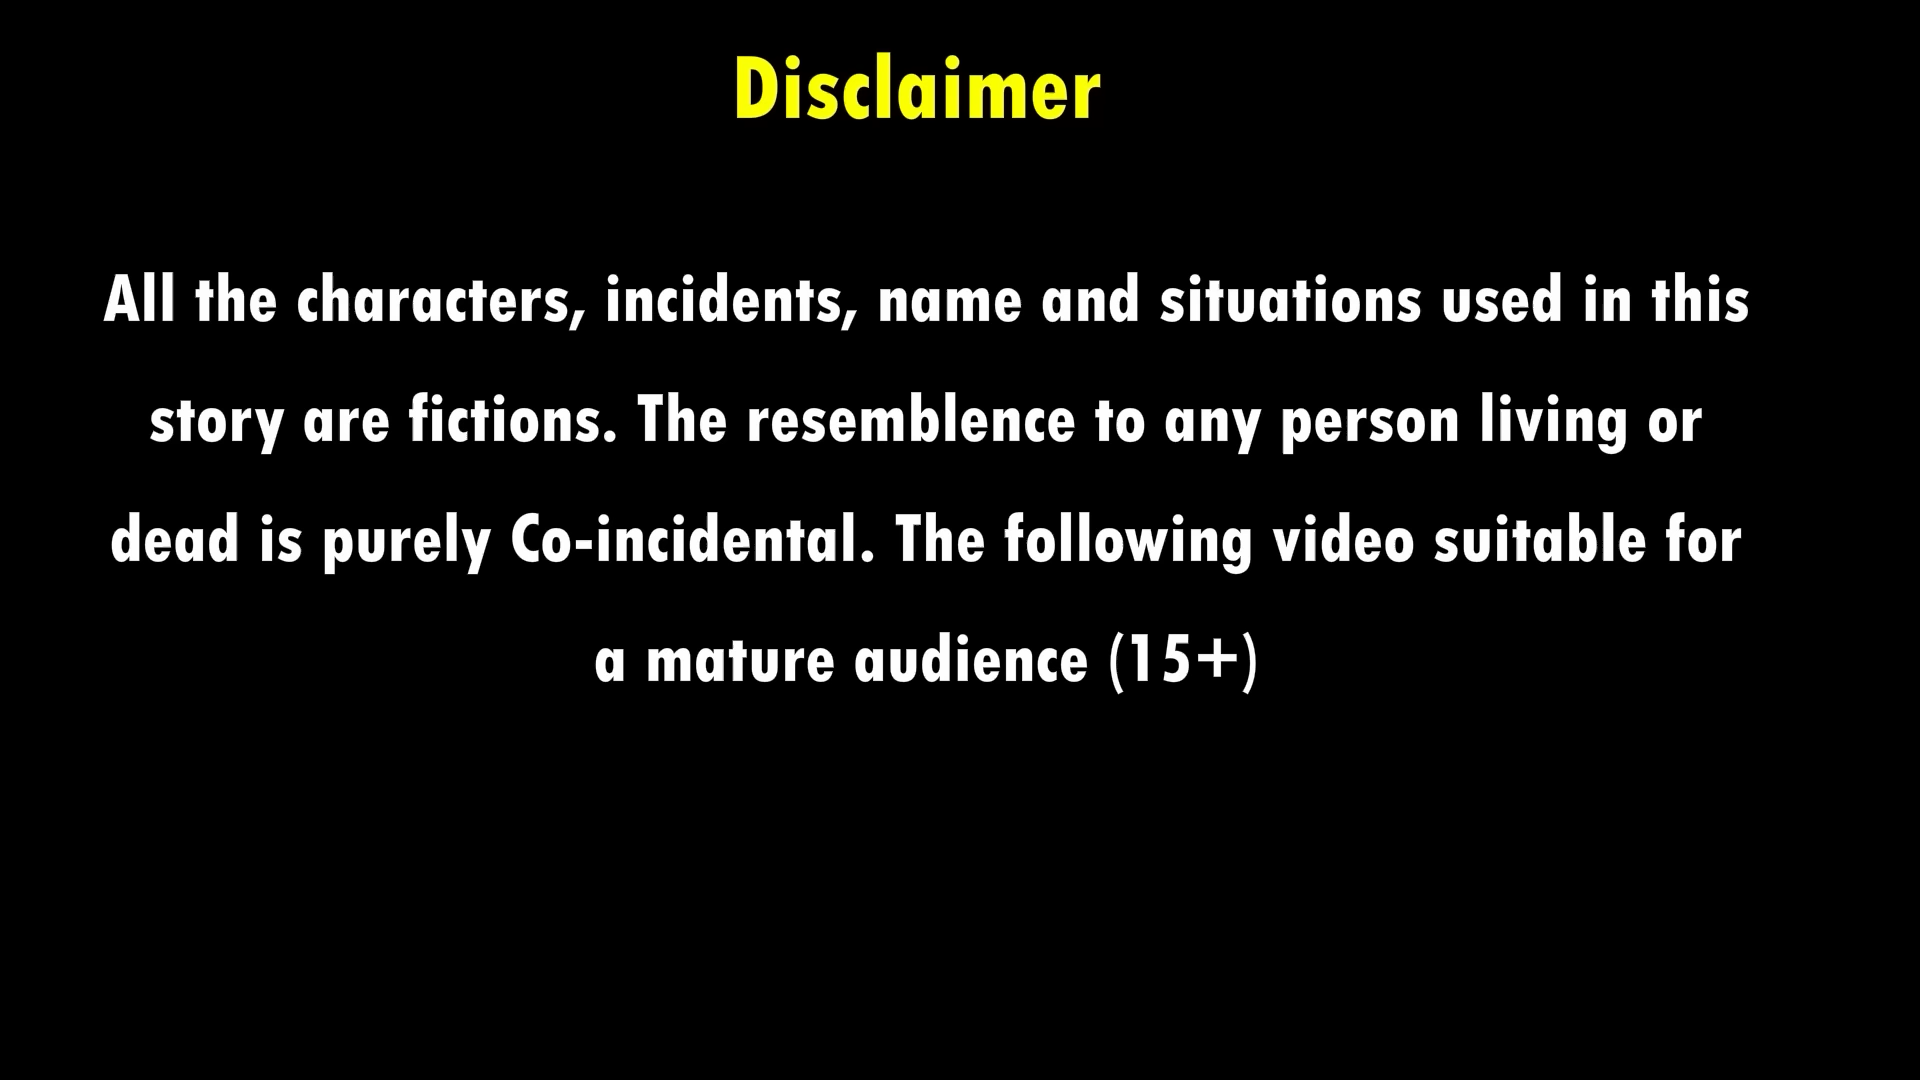 Disclaimer
All the characters, incidents, name and situations used in this
story are fictions. The resemblence to any person living or
dead is purely Co-incidental. The following video suitable for
a mature audience (15+)